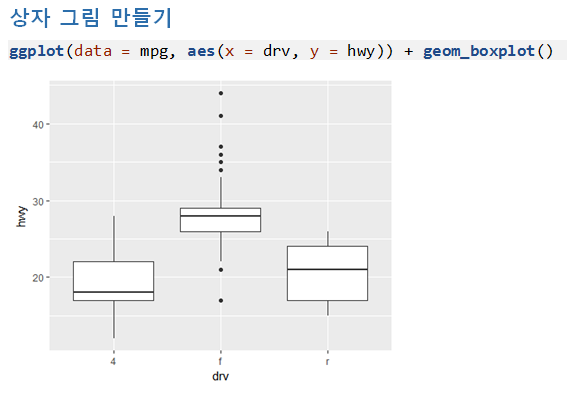 상자 그림 만들기
ggplot(data = mpg, aes(x = drv, y = hwy)) + geom_boxplot()
40
30
20
hwy
4 f r
drv